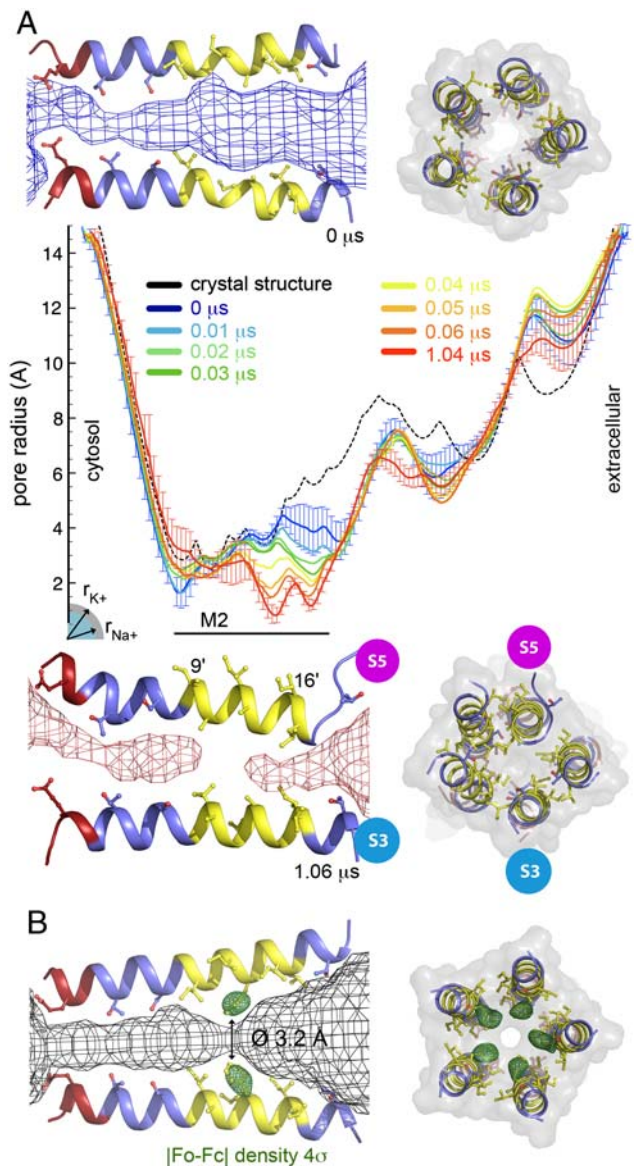 A
0 μs
crystal structure
0 μs
0.01 μs
0.02 μs
0.03 μs
0.04 μs
0.05 μs
0.06 μs
1.04 μs
14
12
10
8
6
4
2
pore radius (A)
cytosol
extracellular
rK+
rNa+
M2
S5
9'
16'
S3
1.06 μs
S5
S3
B
Ø 3.2 Å
|Fo-Fc| density 4σ